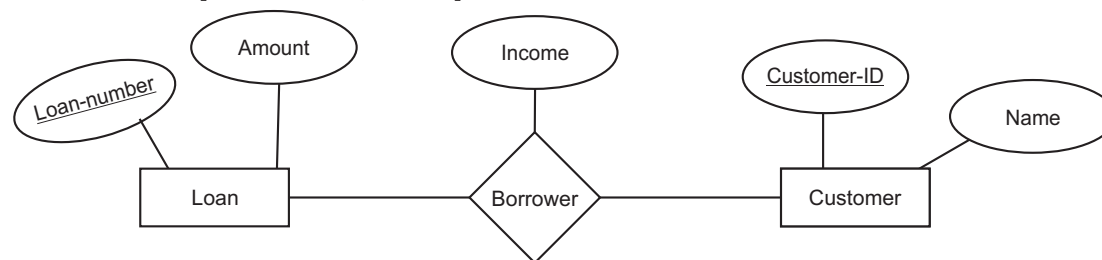 Amount
Income
Customer-ID
Loan-number
Name
Loan
Borrower
Customer